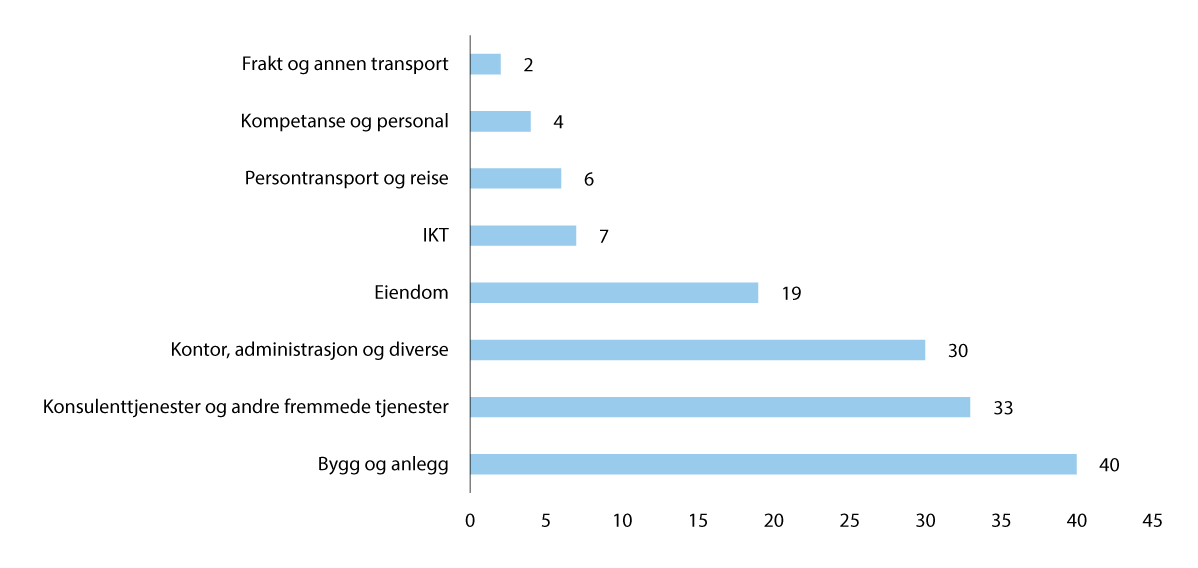 Frakt og annen transport 2
Kompetanse og personal 4
Persontransport og reise 6
IKT 7
Eiendom 19
Kontor, administrasjon og diverse 30
Konsulenttjenester og andre fremmede tjenester 33
Bygg og anlegg 40
0 5 10 15 20 25 30 35 40 45